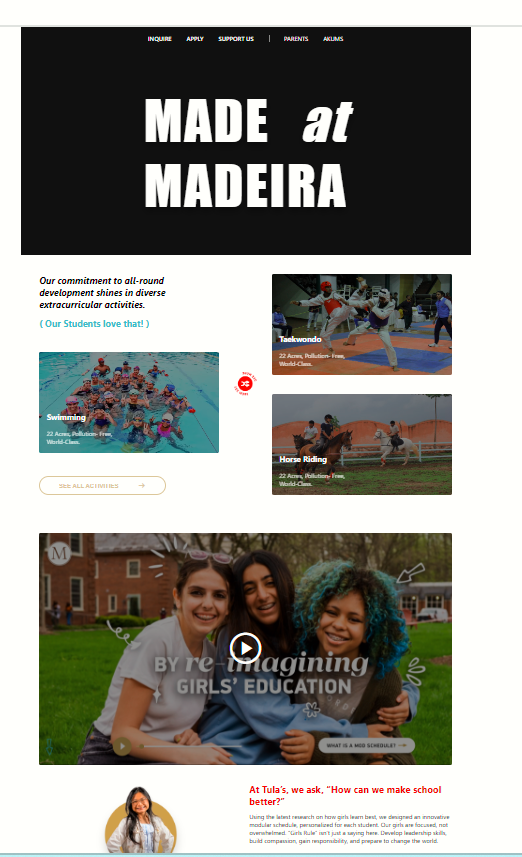 INQUIRE APPLY SUPPORT US | PARENTS AKUMS
MADE at
MADEIRA
Our commitment to all-round
development shines in diverse
extracurricular activities.
( Our Students love that! )
Taekwondo
22 Acres, Pollution- Free,
World-Class.
Swimming
22 Acres, Pollution- Free,
World-Class.
Horse Riding
22 Acres, Pollution- Free,
World-Class.
SEE ALL ACTIVITIES
M
BY re-imagining
GIRLS' EDUCATION
WHAT IS A MOD SCHEDULE?
At Tula's, we ask, "How can we make school
better?"
Using the latest research on how girls learn best, we designed an innovative
modular schedule, personalized for each student. Our girls are focused, not
overwhelmed. "Girls Rule" isn't just a saying here. Develop leadership skills,
build compassion, gain responsibility, and prepare to change the world.